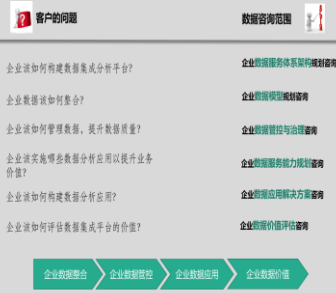 客户的问题
数据咨询范围
企业该如何构建数据集成分析平台?
企业数据服务体系架构规划咨询
企业数据该如何整合?
企业数据模型规划咨询
企业该如何管理数据，提升数据质量?
企业数据管控与治理咨询
企业该实施哪些数据分析应用以提升业务
价值?
企业数据服务能力规划咨询
企业该如何构建数据分析应用?
企业数据应用解决方案咨询
企业该如何评估数据集成平台的价值?
企业数据价值评估咨询
企业数据整合
企业数据管控
企业数据应用
企业数据价值